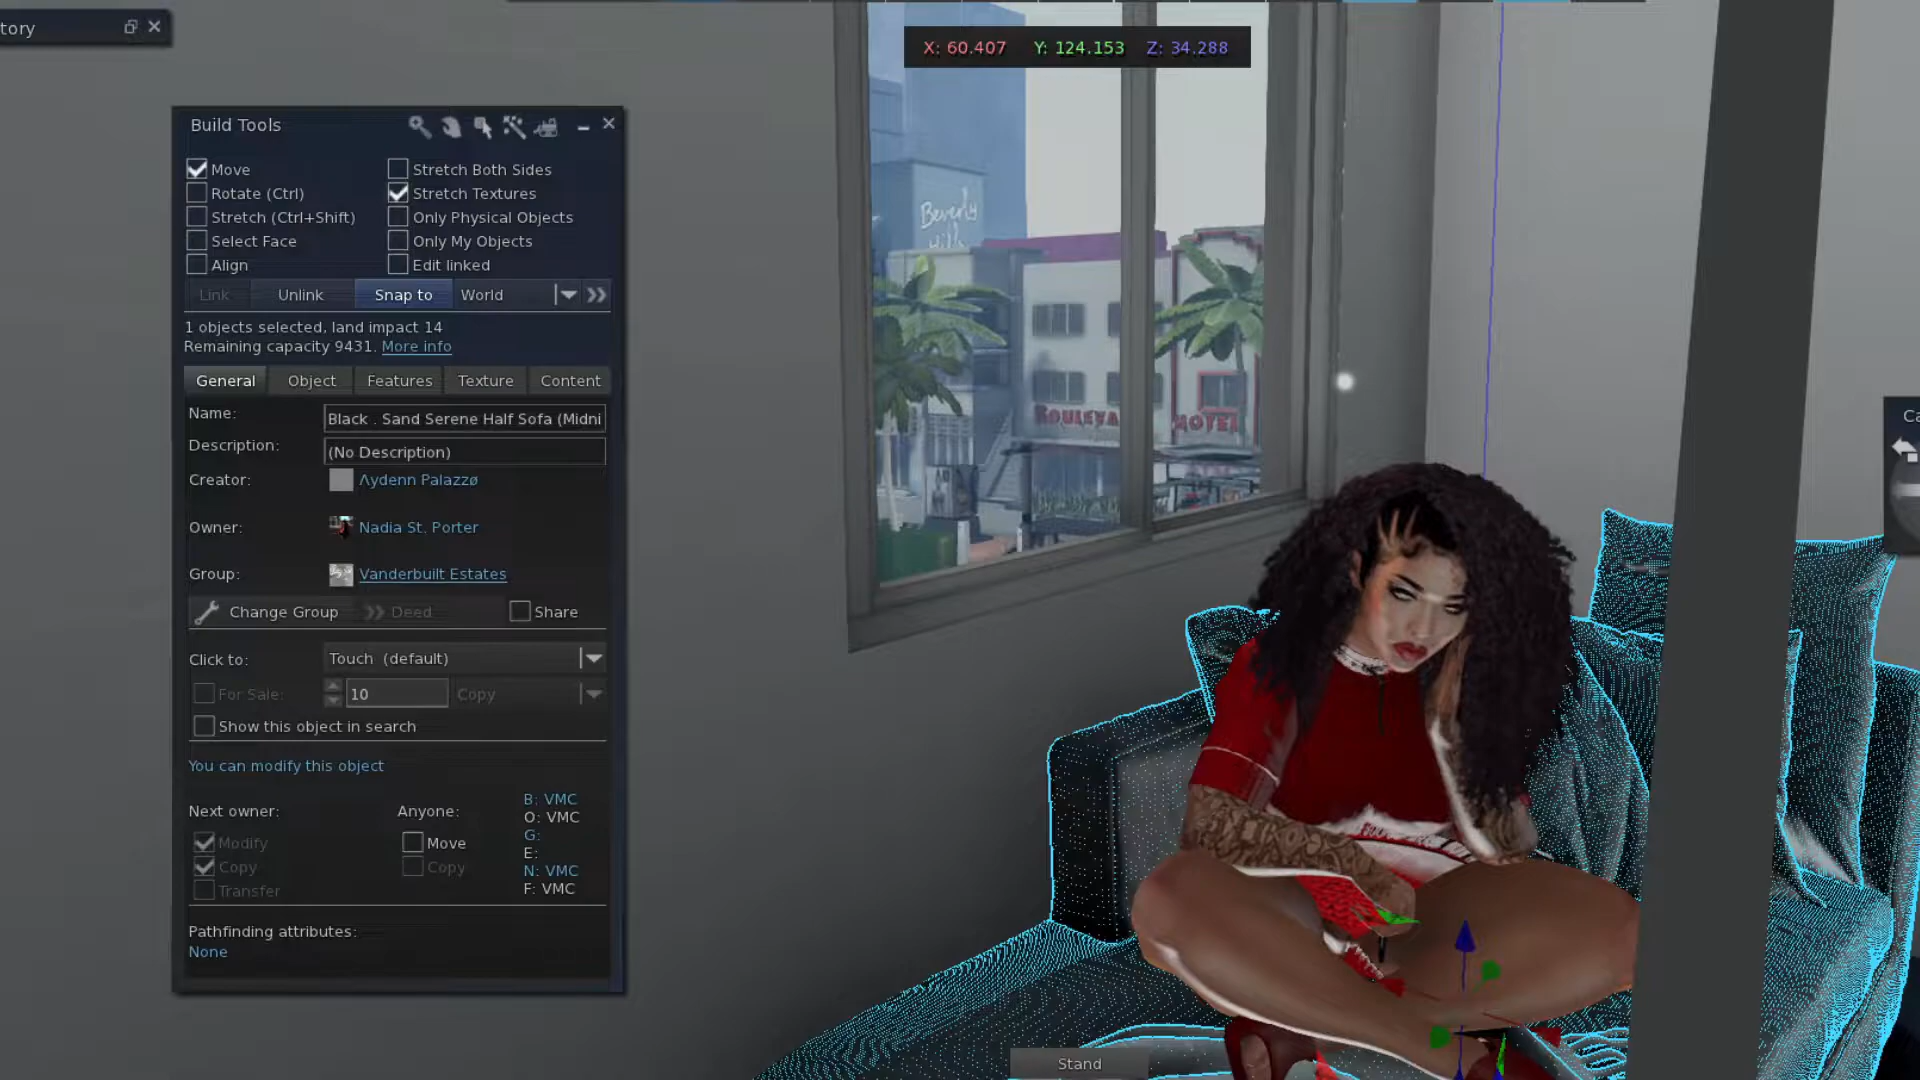 tory
X: 60.407 Y: 124.153 Z: 34.288
Build Tools
Move
Stretch Both Sides
Rotate (Ctrl)
Stretch Textures
Stretch (Ctrl+Shift)
Only Physical Objects
Select Face
Only My Objects
Align
Edit linked
Link Unlink Snap to World
1 objects selected, land impact 14
Remaining capacity 9431. More info
General Object Features Texture Content
Name: Black . Sand Serene Half Sofa (Midni
Description: (No Description)
Creator: Λydenn Palazzø
Owner: Nadia St. Porter
Group: Vanderbuilt Estates
Change Group Deed Share
Click to: Touch (default)
For Sale: 10 Copy
Show this object in search
You can modify this object
Next owner: Anyone:
Modify Move
Copy Copy
Transfer
B: VMC
O: VMC
G:
E:
N: VMC
F: VMC
Pathfinding attributes:
None
Beverly
MOTEL
Ca
Stand